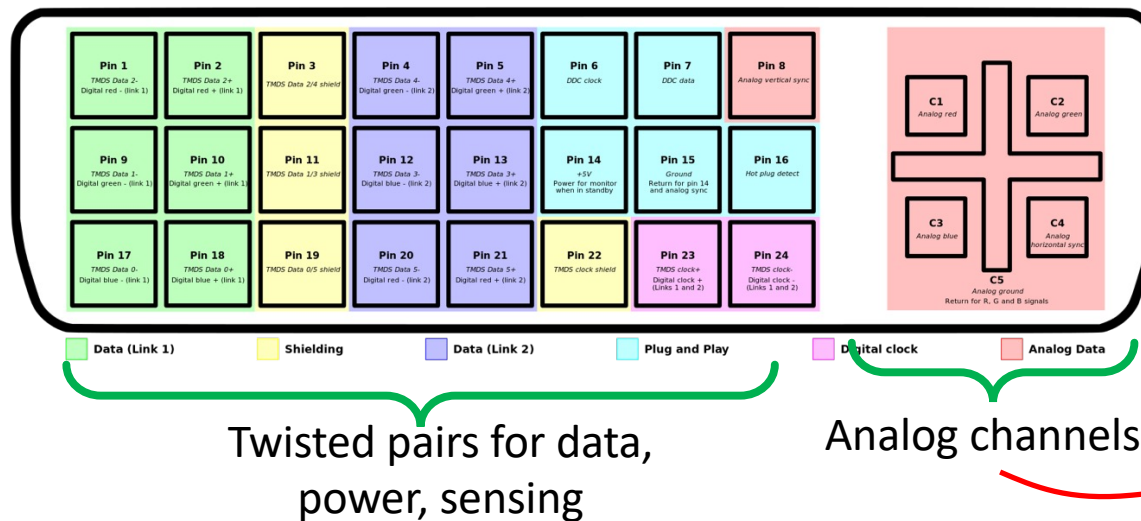 Pin 1
TMDS Data 2-
Digital red - (link 1)
Pin 2
TMDS Data 2+
Digital red + (link 1)
Pin 3
TMDS Data 2/4 shield
Pin 4
TMDS Data 4-
Digital green - (link 2)
Pin 5
TMDS Data 4+
Digital green + (link 2)
Pin 6
DDC clock
Pin 7
DDC data
Pin 8
Analog vertical sync
Pin 9
TMDS Data 1-
Digital green - (link 1)
Pin 10
TMDS Data 1+
Digital green + (link 1)
Pin 11
TMDS Data 1/3 shield
Pin 12
TMDS Data 3-
Digital blue - (link 2)
Pin 13
TMDS Data 3+
Digital blue + (link 2)
Pin 14
+5V
Power for monitor
when in standby
Pin 15
Ground
Return for pin 14
and analog sync
Pin 16
Hot plug detect
Pin 17
TMDS Data 0-
Digital blue - (link 1)
Pin 18
TMDS Data 0+
Digital blue + (link 1)
Pin 19
TMDS Data 0/5 shield
Pin 20
TMDS Data 5-
Digital red - (link 2)
Pin 21
TMDS Data 5+
Digital red + (link 2)
Pin 22
TMDS clock shield
Pin 23
TMDS clock+
Digital clock +
(Links 1 and 2)
Pin 24
TMDS clock-
Digital clock -
(Links 1 and 2)
C1
Analog red
C2
Analog green
C3
Analog blue
C4
Analog
horizontal sync
C5
Analog ground
Return for R, G and B signals
Data (Link 1)
Shielding
Data (Link 2)
Plug and Play
Digital clock
Analog Data
Twisted pairs for data,
power, sensing
Analog channels